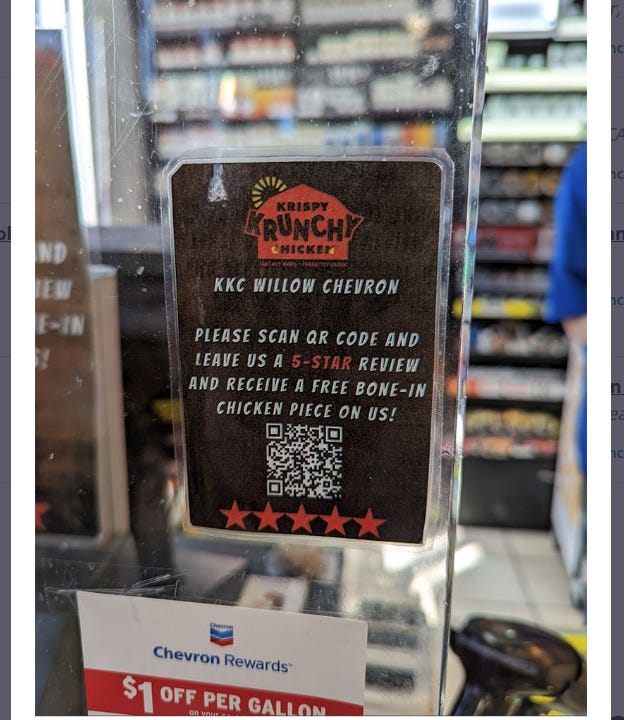 KRISPY
KRUNCHY
CHICKEN
KKC WILLOW CHEVRON
PLEASE SCAN QR CODE AND
LEAVE US A 5-STAR REVIEW
AND RECEIVE A FREE BONE-IN
CHICKEN PIECE ON US!
Chevron
Chevron Rewards™
$1 OFF PER GALLON